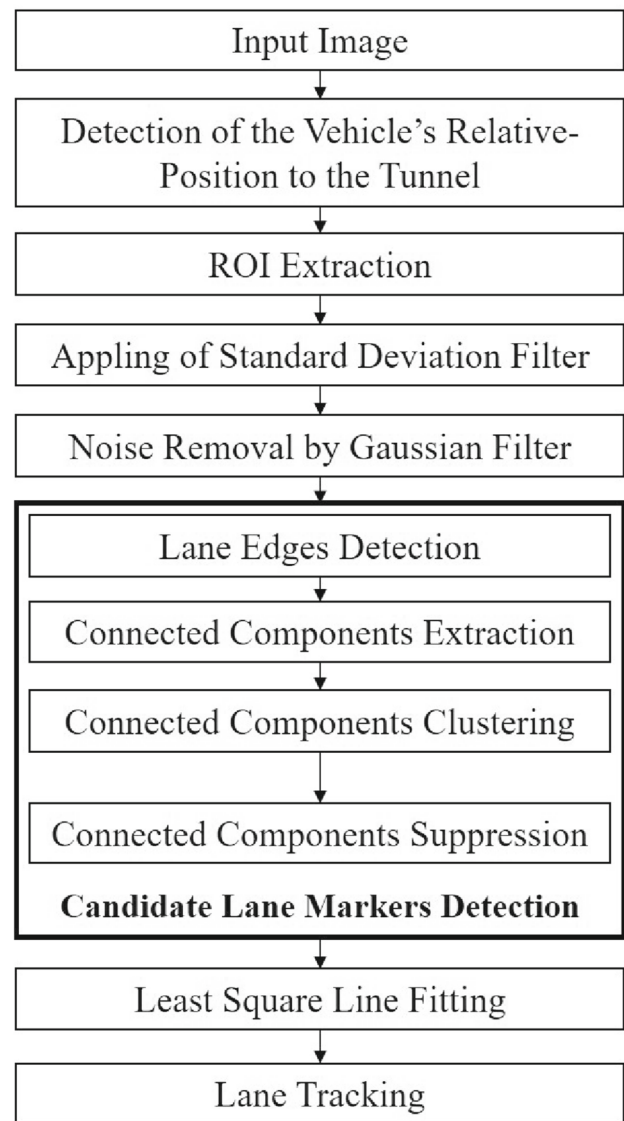 Input Image
Detection of the Vehicle’s Relative-
Position to the Tunnel
ROI Extraction
Appling of Standard Deviation Filter
Noise Removal by Gaussian Filter
Lane Edges Detection
Connected Components Extraction
Connected Components Clustering
Connected Components Suppression
Candidate Lane Markers Detection
Least Square Line Fitting
Lane Tracking